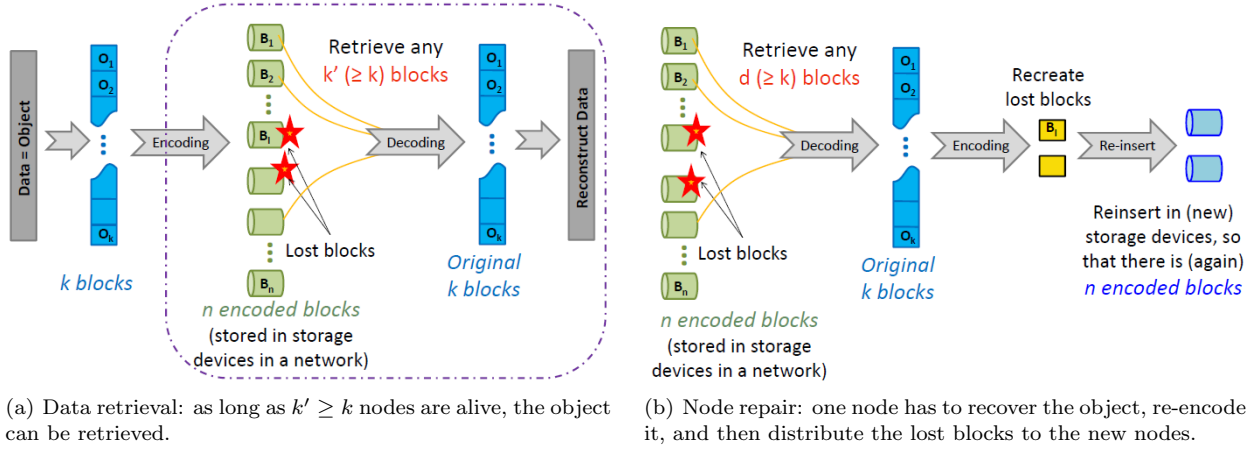 Data = Object
O1
O2
Ok
k blocks
Encoding
B1
B2
Bl
Bn
Lost blocks
n encoded blocks
(stored in storage
devices in a network)
Retrieve any
k' (≥ k) blocks
Decoding
O1
O2
Ok
Original
k blocks
Reconstruct Data
(a) Data retrieval: as long as k′ ≥ k nodes are alive, the object
can be retrieved.
B1
B2
Bn
Lost blocks
n encoded blocks
(stored in storage
devices in a network)
Retrieve any
d (≥ k) blocks
Decoding
O1
O2
Ok
Original
k blocks
Encoding
Recreate
lost blocks
Bl
Re-insert
Reinsert in (new)
storage devices, so
that there is (again)
n encoded blocks
(b) Node repair: one node has to recover the object, re-encode
it, and then distribute the lost blocks to the new nodes.